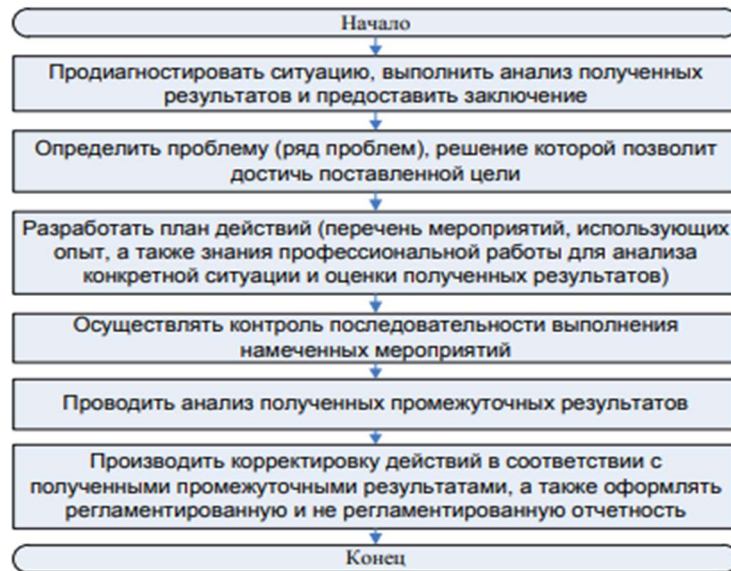 Начало
Продиагностировать ситуацию, выполнить анализ полученных
результатов и предоставить заключение
Определить проблему (ряд проблем), решение которой позволит
достичь поставленной цели
Разработать план действий (перечень мероприятий, использующих
опыт, а также знания профессиональной работы для анализа
конкретной ситуации и оценки полученных результатов)
Осуществлять контроль последовательности выполнения
намеченных мероприятий
Проводить анализ полученных промежуточных результатов
Производить корректировку действий в соответствии с
полученными промежуточными результатами, а также оформлять
регламентированную и не регламентированную отчетность
Конец